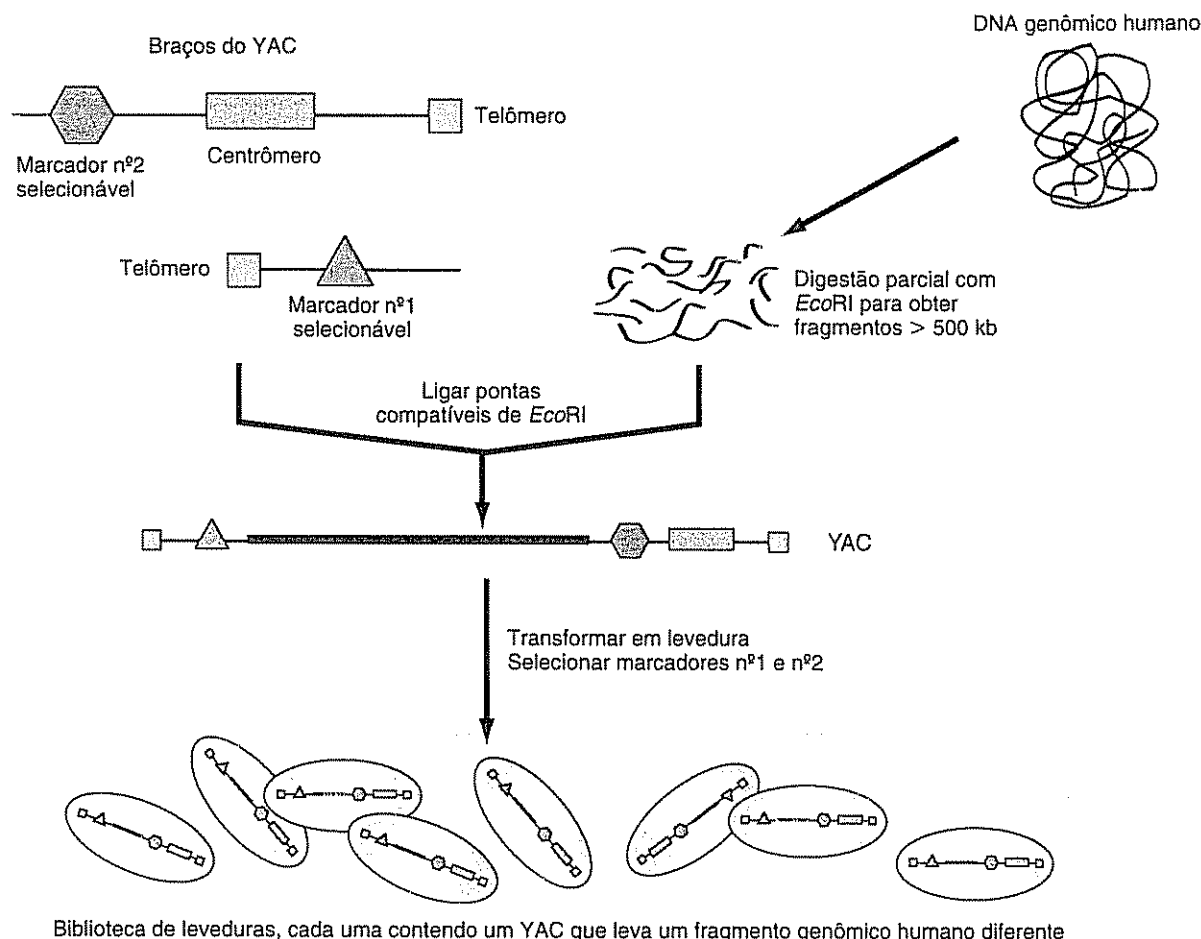 DNA genômico humano
Braços do YAC
Telômero
Marcador nº2
selecionável
Centrômero
Telômero
Marcador nº1
selecionável
Digestão parcial com
EcoRI para obter
fragmentos > 500 kb
Ligar pontas
compatíveis de EcoRI
YAC
Transformar em levedura
Selecionar marcadores nº1 e nº2
Biblioteca de leveduras, cada uma contendo um YAC que leva um fragmento genômico humano diferente